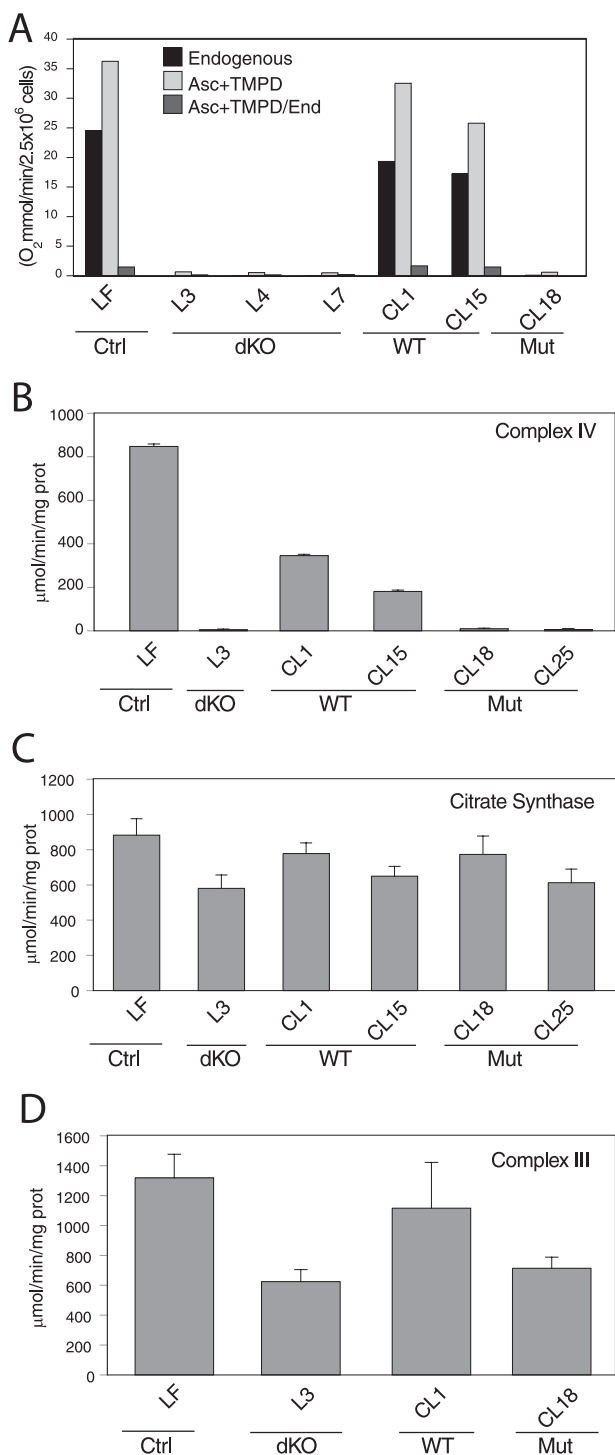 A
(O2 mmol/min/2.5x10^6 cells)
40
35
30
25
20
15
10
5
0
Endogenous
Asc+TMPD
Asc+TMPD/End
LF L3 L4 L7 CL1 CL15 CL18
Ctrl dKO WT Mut
B
Complex IV
μmol/min/mg prot
1000
800
600
400
200
0
LF L3 CL1 CL15 CL18 CL25
Ctrl dKO WT Mut
C
Citrate Synthase
μmol/min/mg prot
1200
1000
800
600
400
200
0
LF L3 CL1 CL15 CL18 CL25
Ctrl dKO WT Mut
D
Complex III
μmol/min/mg prot
1600
1400
1200
1000
800
600
400
200
0
LF L3 CL1 CL18
Ctrl dKO WT Mut